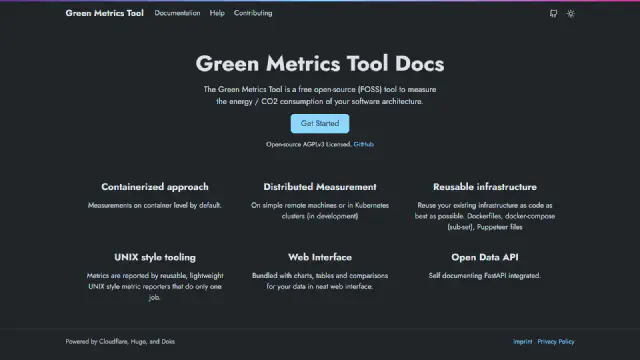 Green Metrics Tool Documentation Help Contributing
Green Metrics Tool Docs
The Green Metrics Tool is a free open-source (FOSS) tool to measure
the energy / CO2 consumption of your software architecture.
Get Started
Open-source AGPLv3 Licensed. GitHub
Containerized approach
Measurements on container level by default.
Distributed Measurement
On simple remote machines or in Kubernetes
clusters (in development)
Reusable infrastructure
Reuse your existing infrastructure as code as
best as possible. Dockerfiles, docker-compose
(sub-set), Puppeteer files
UNIX style tooling
Metrics are reported by reusable, lightweight
UNIX style metric reporters that do only one
job.
Web Interface
Bundled with charts, tables and comparisons
for your data in neat web interface.
Open Data API
Self documenting FastAPI integrated.
Powered by Cloudflare, Hugo, and Doks
Imprint . Privacy Policy